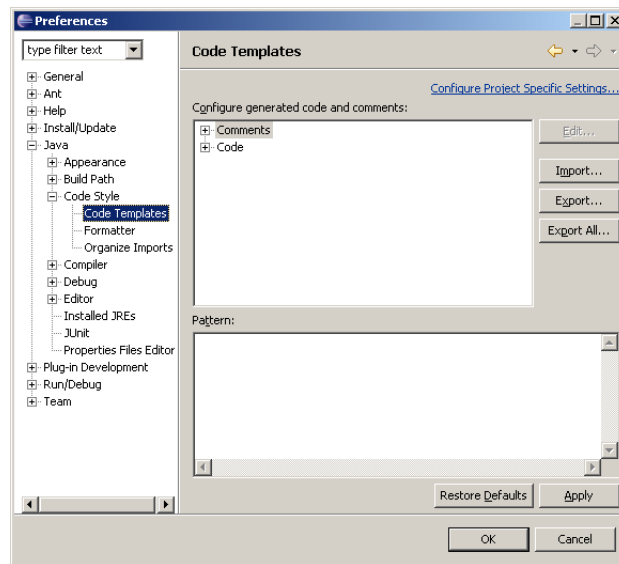 Preferences
type filter text
Code Templates
General
Ant
Help
Install/Update
Java
Appearance
Build Path
Code Style
Code Templates
Formatter
Organize Imports
Compiler
Debug
Editor
Installed JREs
JUnit
Properties Files Editor
Plug-in Development
Run/Debug
Team
Configure Project Specific Settings...
Configure generated code and comments:
Comments
Code
Edit...
Import...
Export...
Export All...
Pattern:
Restore Defaults
Apply
OK
Cancel